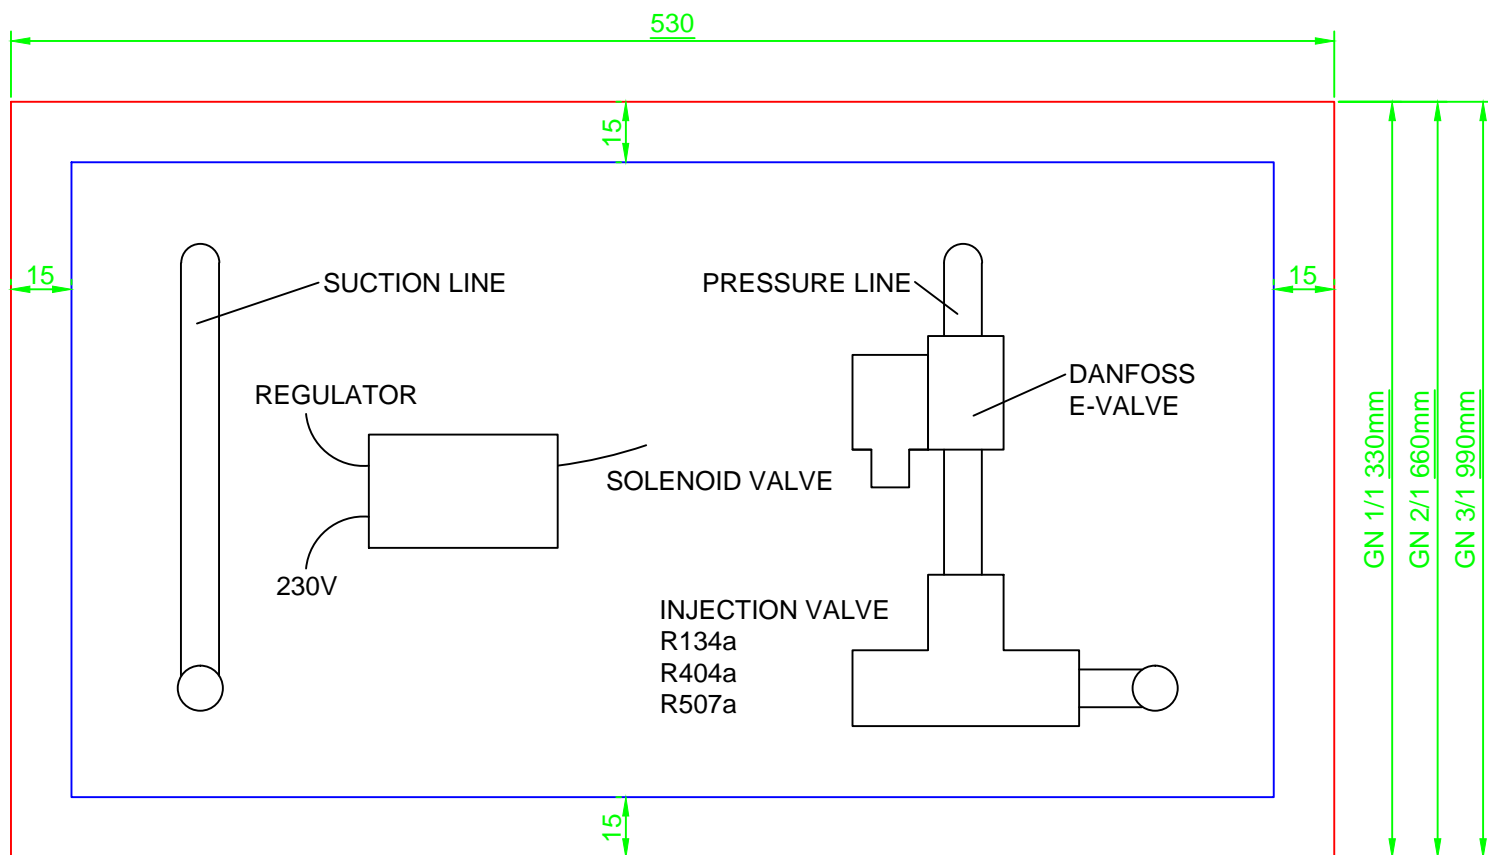 530
15
15
SUCTION LINE
PRESSURE LINE
15
REGULATOR
DANFOSS
E-VALVE
SOLENOID VALVE
230V
INJECTION VALVE
R134a
R404a
R507a
GN 1/1 330mm
GN 2/1 660mm
GN 3/1 990mm
15